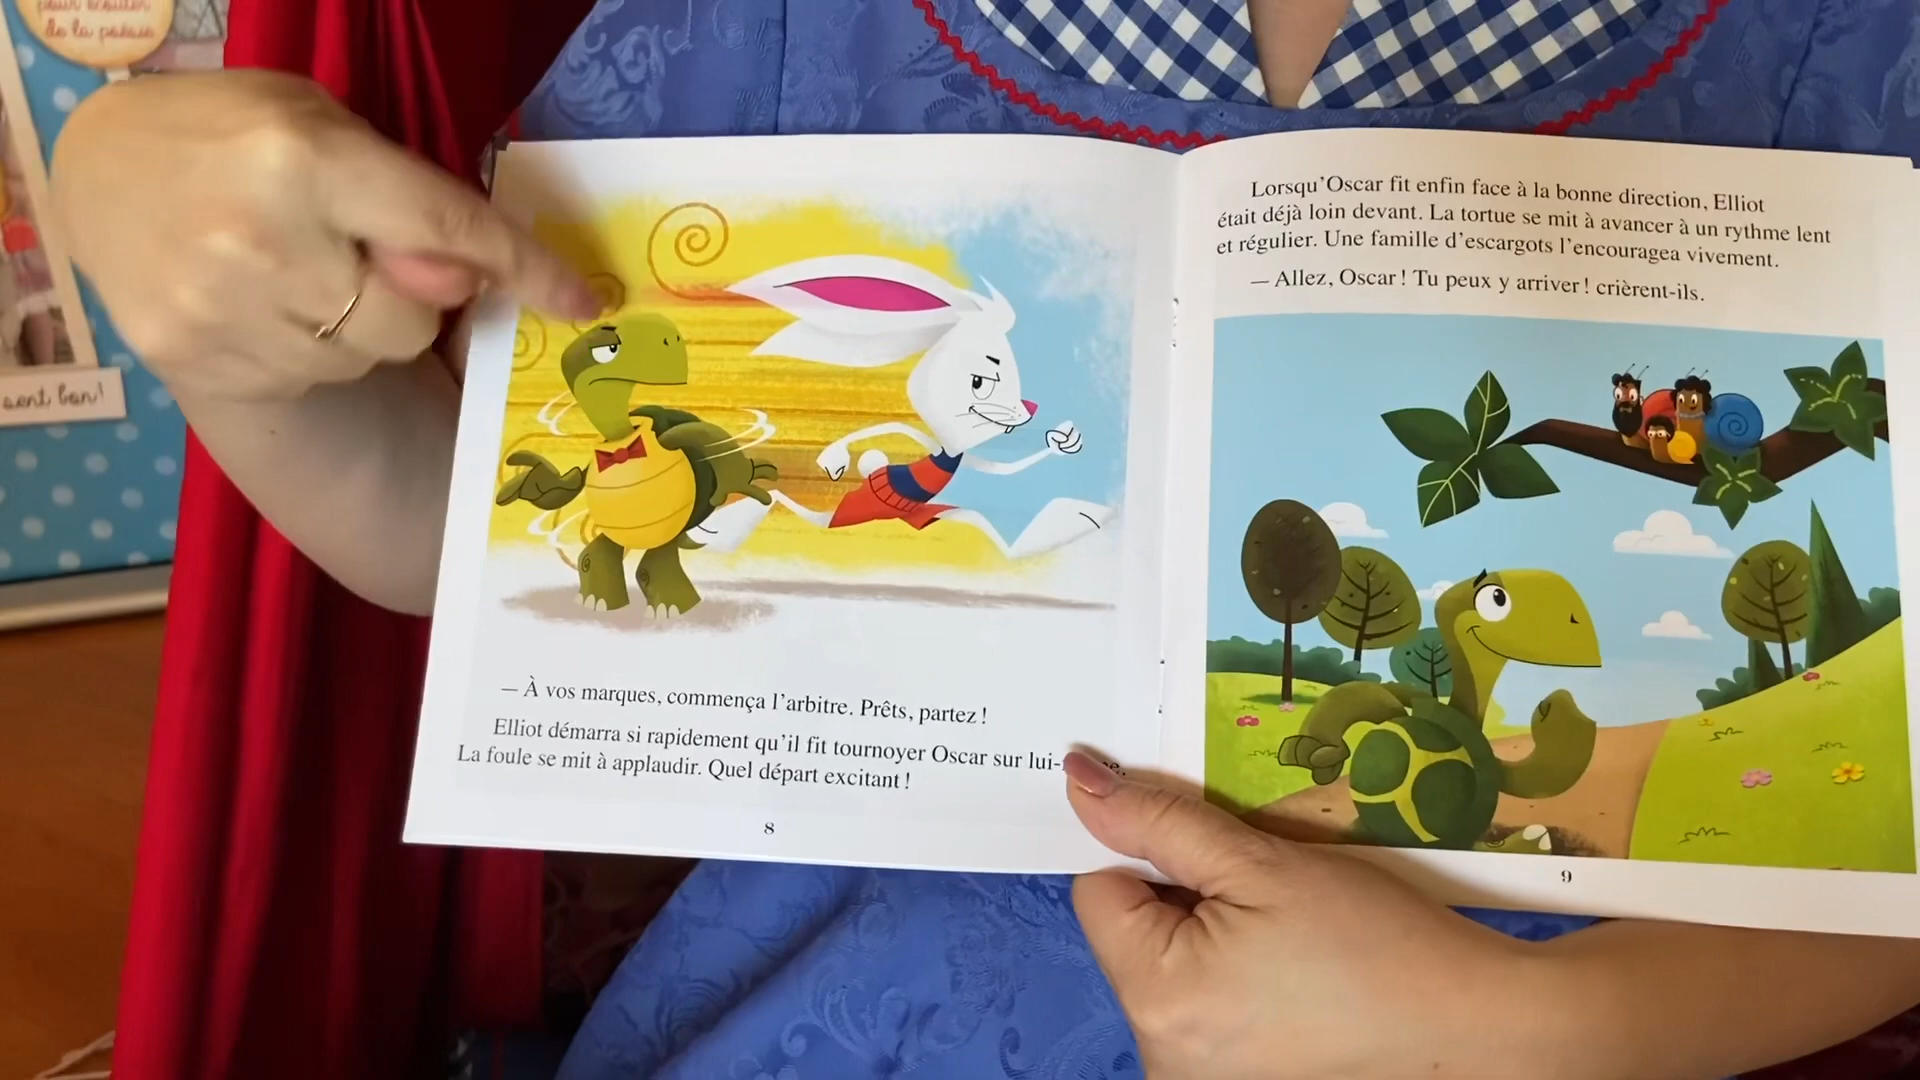 pour écouter
de la poésie
sent bon!
— À vos marques, commença l'arbitre. Prêts, partez !
Elliot démarra si rapidement qu'il fit tournoyer Oscar sur lui-
La foule se mit à applaudir. Quel départ excitant !
8
Lorsqu'Oscar fit enfin face à la bonne direction, Elliot
était déjà loin devant. La tortue se mit à avancer à un rythme lent
et régulier. Une famille d'escargots l'encouragea vivement.
— Allez, Oscar ! Tu peux y arriver ! crièrent-ils.
9